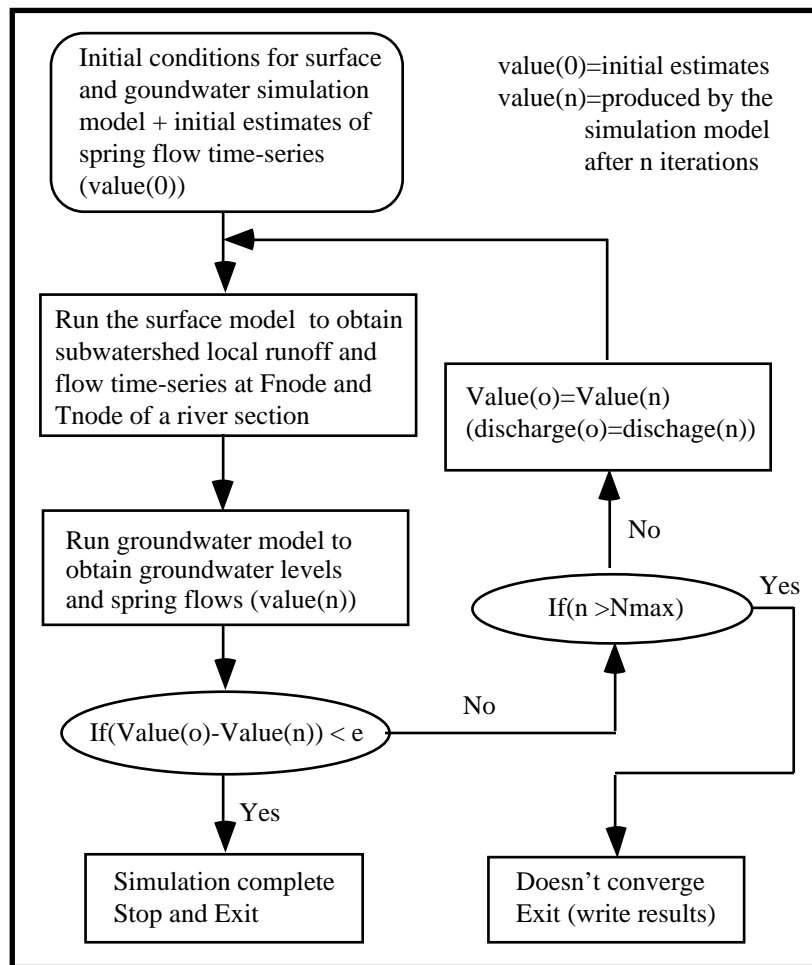 Initial conditions for surface
and goundwater simulation
model + initial estimates of
spring flow time-series
(value(0))
value(0)=initial estimates
value(n)=produced by the
simulation model
after n iterations
Run the surface model  to obtain
subwatershed local runoff and
flow time-series at Fnode and
Tnode of a river section
Value(o)=Value(n)
(discharge(o)=dischage(n))
No
Run groundwater model to
obtain groundwater levels
and spring flows (value(n))
Yes
If(n >Nmax)
No
If(Value(o)-Value(n)) < e
Yes
Simulation complete
Stop and Exit
Doesn't converge
Exit (write results)